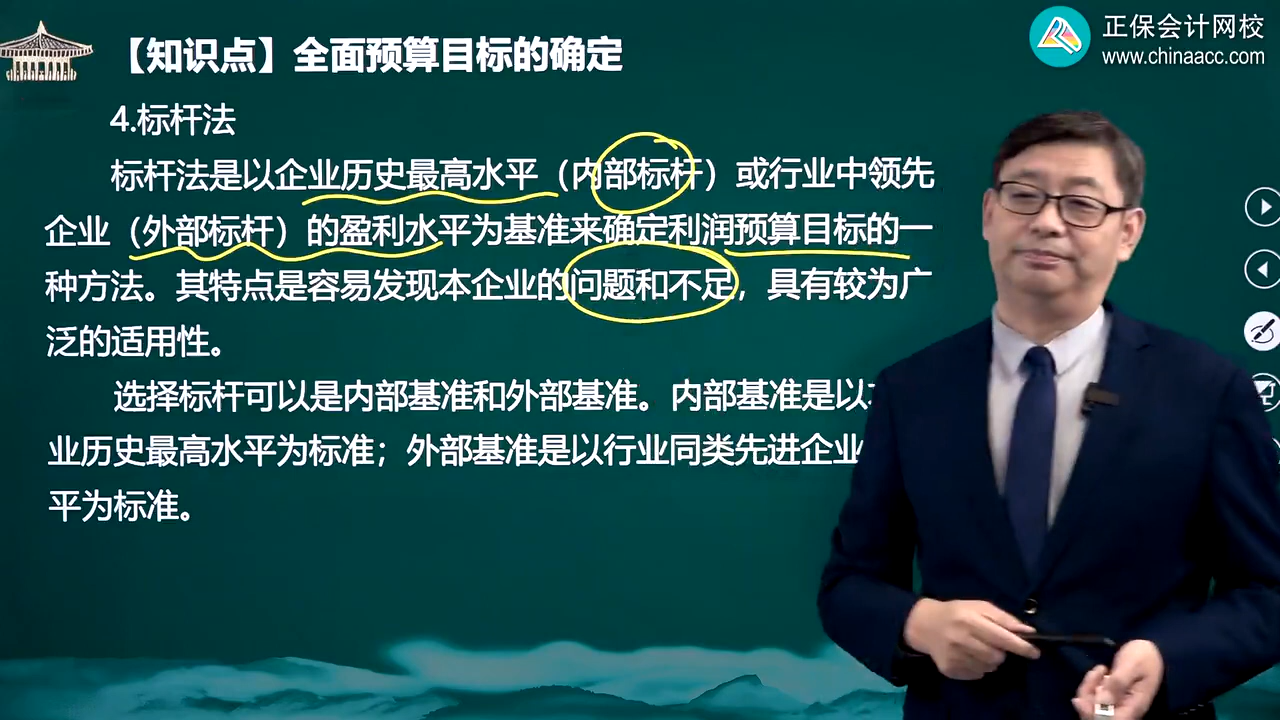 正保会计网校
www.chinaacc.com
【知识点】全面预算目标的确定
4.标杆法
标杆法是以企业历史最高水平（内部标杆）或行业中领先
企业（外部标杆）的盈利水平为基准来确定利润预算目标的一
种方法。其特点是容易发现本企业的问题和不足，具有较为广
泛的适用性。
选择标杆可以是内部基准和外部基准。内部基准是以
业历史最高水平为标准；外部基准是以行业同类先进企业
平为标准。